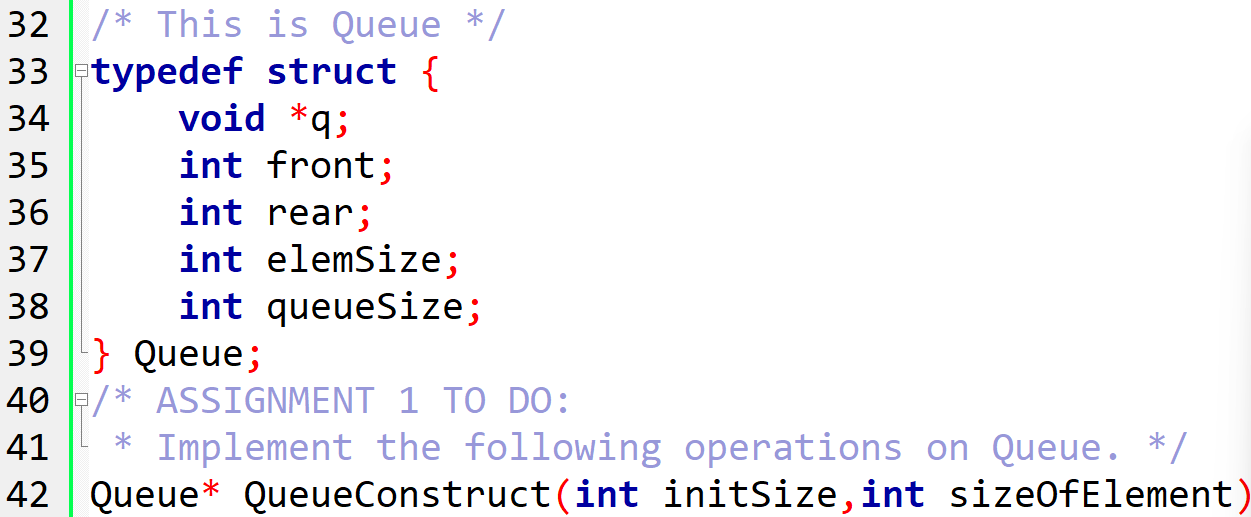 32 /* This is Queue */
33 typedef struct {
34     void *q;
35     int front;
36     int rear;
37     int elemSize;
38     int queueSize;
39 } Queue;
40 /* ASSIGNMENT 1 TO DO:
41  * Implement the following operations on Queue. */
42 Queue* QueueConstruct(int initSize,int sizeOfElement)